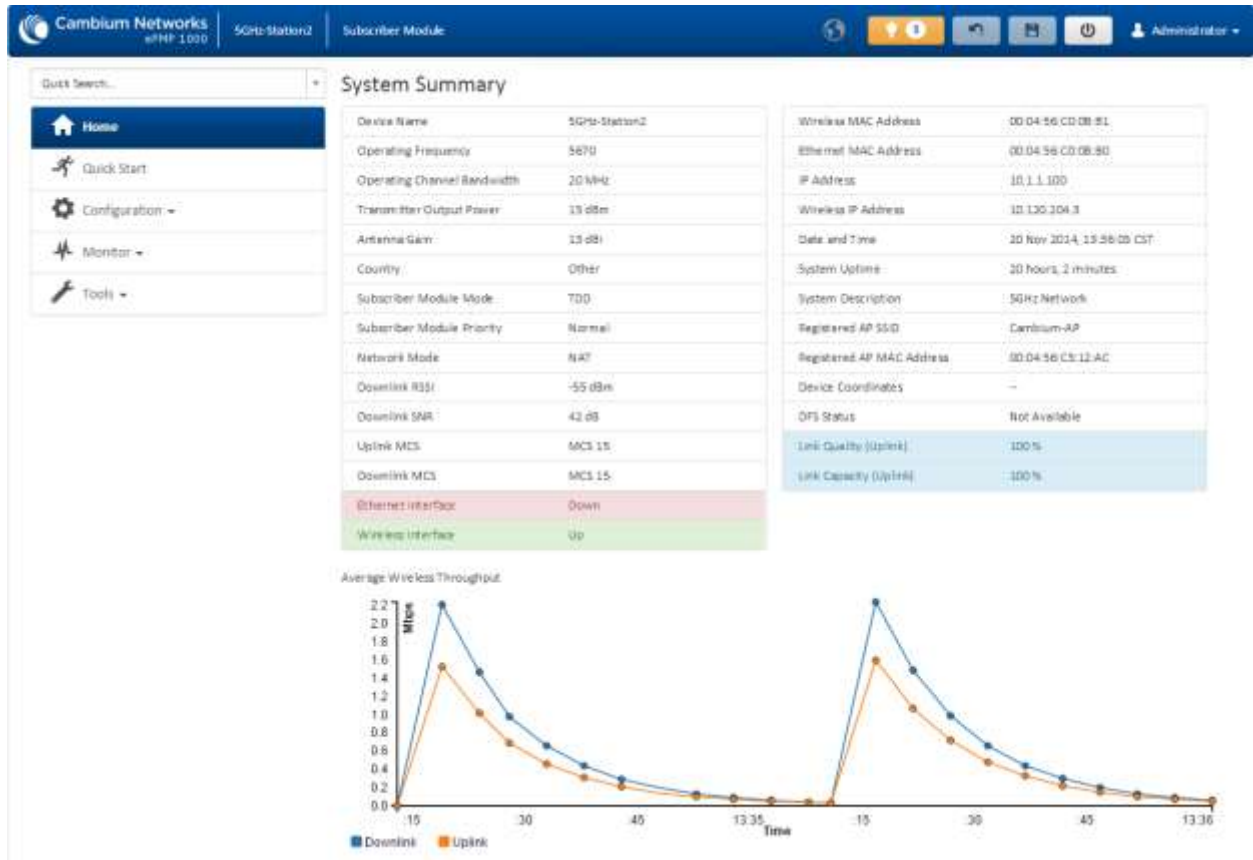 Cambium Networks
ePMP 1000
5GHz-Station2
Subscriber Module
Administrator
Quick Search...
Home
Quick Start
Configuration
Monitor
Tools
System Summary
Device Name 5GHz-Station2
Operating Frequency 5670
Operating Channel Bandwidth 20 MHz
Transmitter Output Power 15 dBm
Antenna Gain 13 dBi
Country Other
Subscriber Module Mode TDD
Subscriber Module Priority Normal
Network Mode NAT
Downlink RSSI -55 dBm
Downlink SNR 42 dB
Uplink MCS MCS 15
Downlink MCS MCS 15
Ethernet Interface Down
Wireless Interface Up
Wireless MAC Address 00:04:56:C0:0B:B1
Ethernet MAC Address 00:04:56:C0:0B:B0
IP Address 10.1.1.100
Wireless IP Address 10.120.204.3
Date and Time 20 Nov 2014, 13:36:05 CST
System Uptime 20 hours, 2 minutes
System Description 5GHz Network
Registered AP SSID Cambium-AP
Registered AP MAC Address 00:04:56:C5:12:AC
Device Coordinates --
DFS Status Not Available
Link Quality (Uplink) 100 %
Link Capacity (Uplink) 100 %
Average Wireless Throughput
Mbps
2.2
2.0
1.8
1.6
1.4
1.2
1.0
0.8
0.6
0.4
0.2
0.0
:15 :30 :45 13:35 :15 :30 :45 13:36
Time
Downlink Uplink